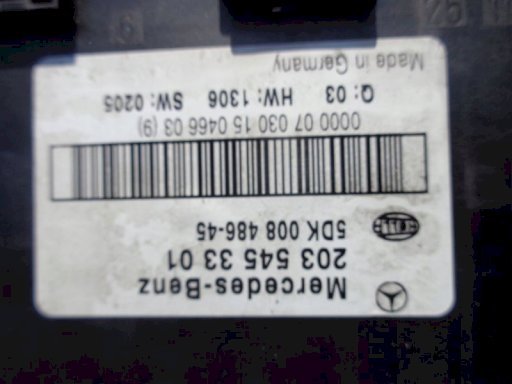 Mercedes-Benz
203 545 33 01
HELLA
5DK 008 486-45
0000 07 030 15 0466 03 (9)
Q: 03 HW: 1306 SW: 0205
Made in Germany